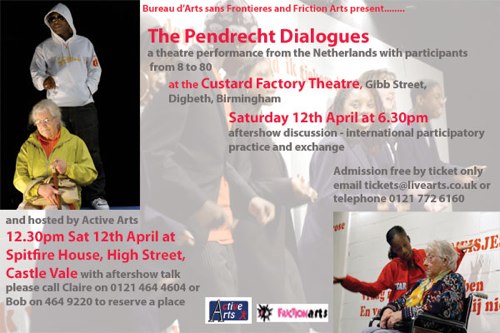 Bureau d'Arts sans Frontieres and Friction Arts present........
The Pendrecht Dialogues
a theatre performance from the Netherlands with participants
from 8 to 80
at the Custard Factory Theatre, Gibb Street,
Digbeth, Birmingham
Saturday 12th April at 6.30pm
aftershow discussion - international participatory
practice and exchange
Admission free by ticket only
email tickets@livearts.co.uk or
telephone 0121 772 6160
and hosted by Active Arts
12.30pm Sat 12th April at
Spitfire House, High Street,
Castle Vale with aftershow talk
please call Claire on 0121 464 4604 or
Bob on 464 9220 to reserve a place
Active
Arts
FRICTIONarts